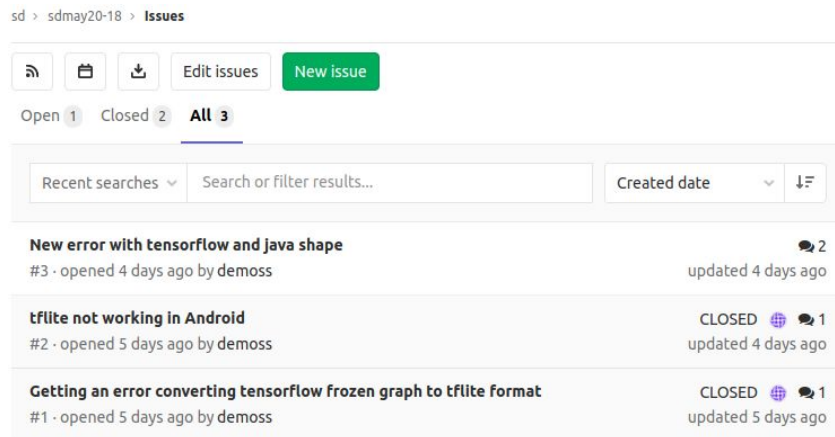 sd > sdmay20-18 > Issues
Edit issues New issue
Open 1 Closed 2 All 3
Recent searches Search or filter results... Created date
New error with tensorflow and java shape 2
#3 · opened 4 days ago by demoss updated 4 days ago
tflite not working in Android CLOSED 1
#2 · opened 5 days ago by demoss updated 4 days ago
Getting an error converting tensorflow frozen graph to tflite format CLOSED 1
#1 · opened 5 days ago by demoss updated 5 days ago